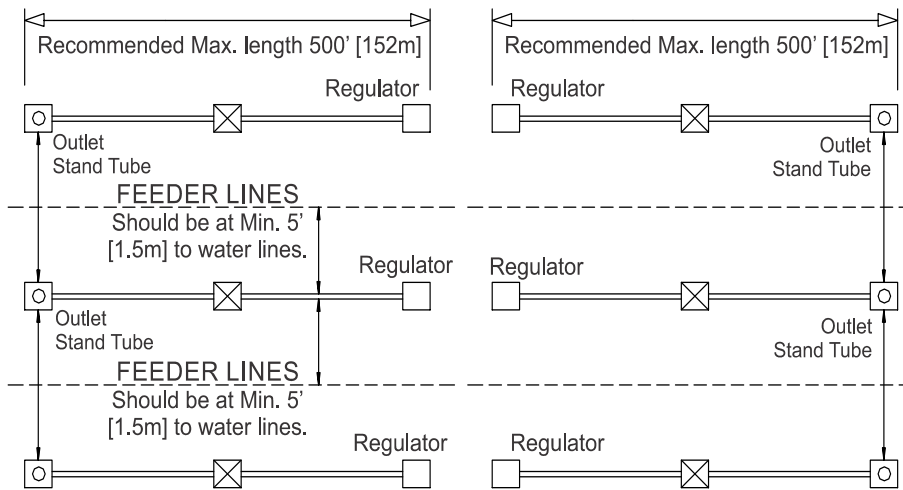 Recommended Max. length 500' [152m]
Recommended Max. length 500' [152m]
Regulator
Regulator
Outlet
Stand Tube
Outlet
Stand Tube
FEEDER LINES
Should be at Min. 5'
[1.5m] to water lines.
Regulator
Regulator
Outlet
Stand Tube
Outlet
Stand Tube
FEEDER LINES
Should be at Min. 5'
[1.5m] to water lines.
Regulator
Regulator